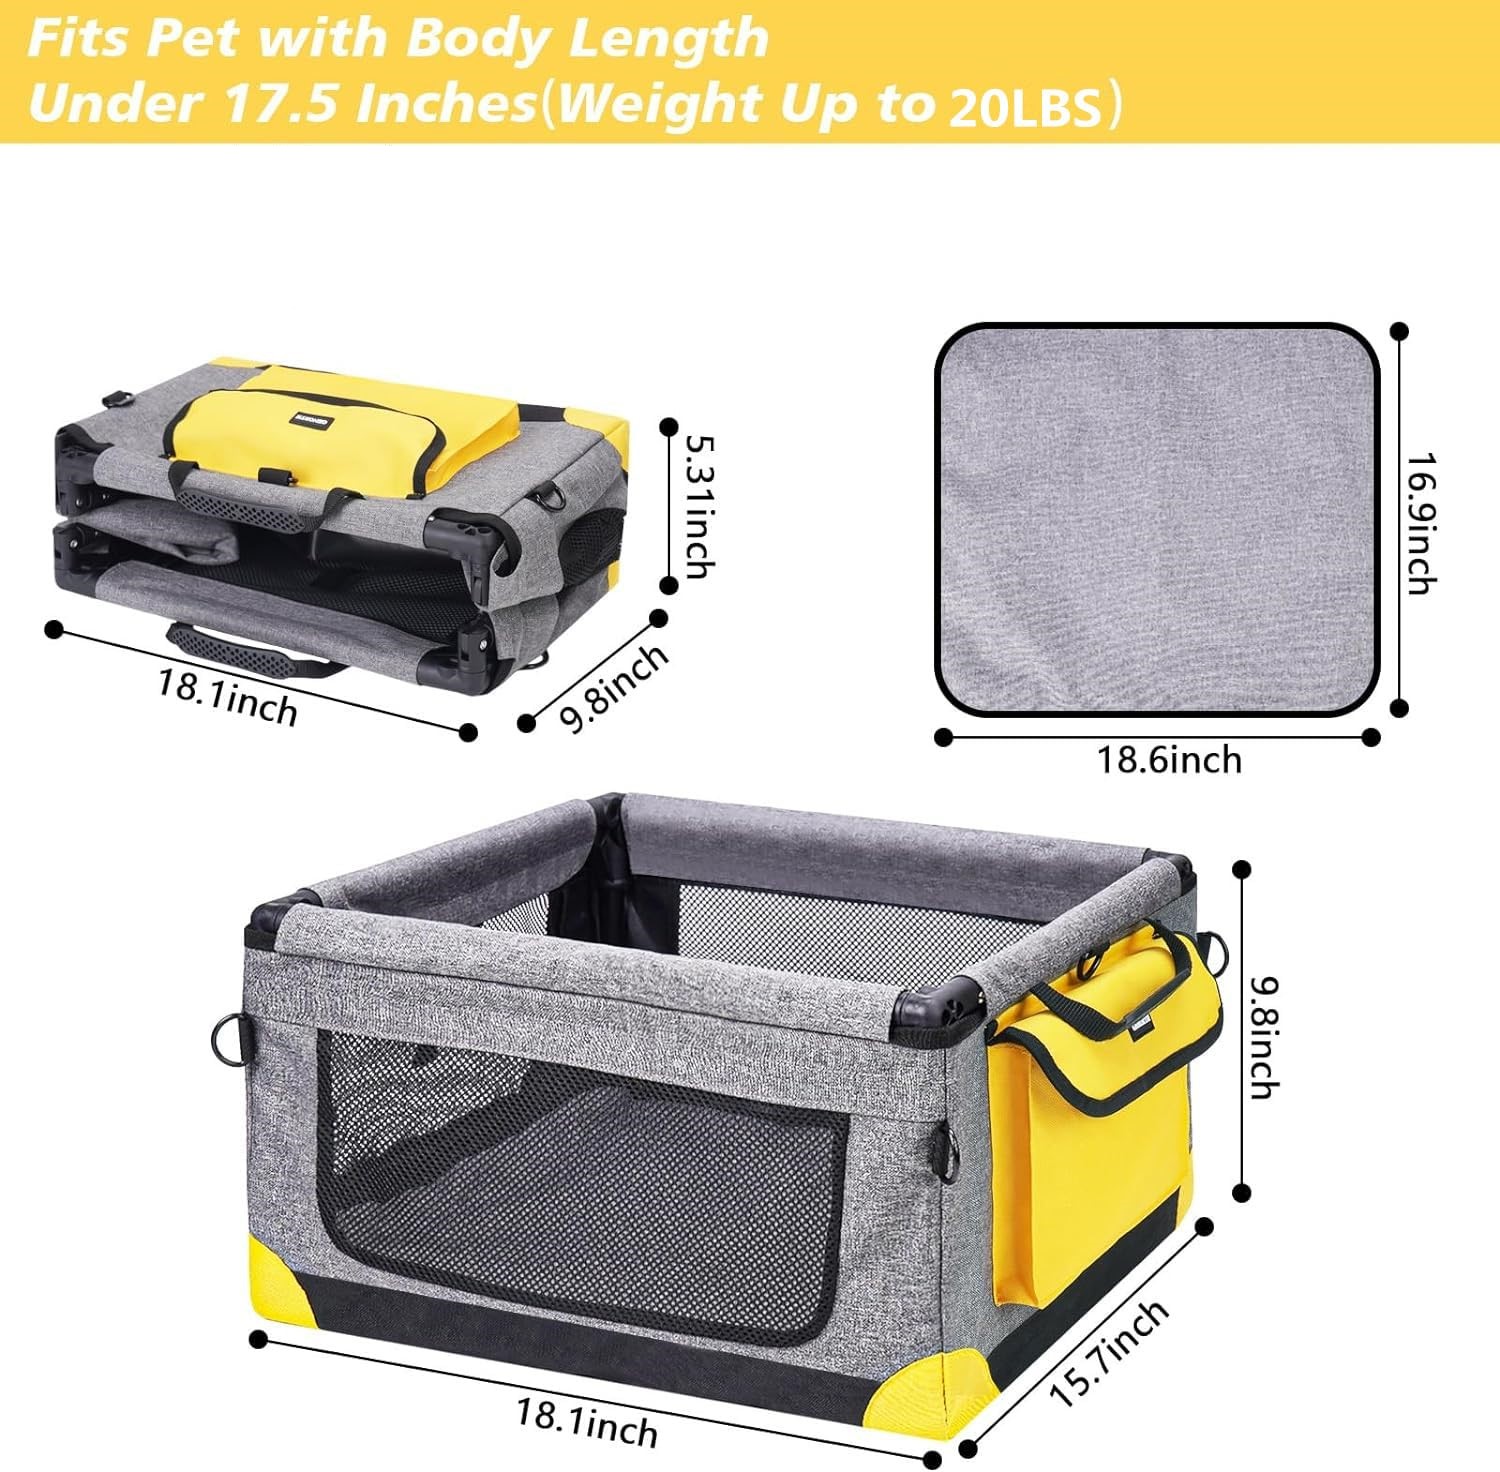 Fits Pet with Body Length
Under 17.5 Inches(Weight Up to 20LBS)
5.31inch
18.1inch
9.8inch
16.9inch
18.6inch
9.8inch
15.7inch
18.1inch